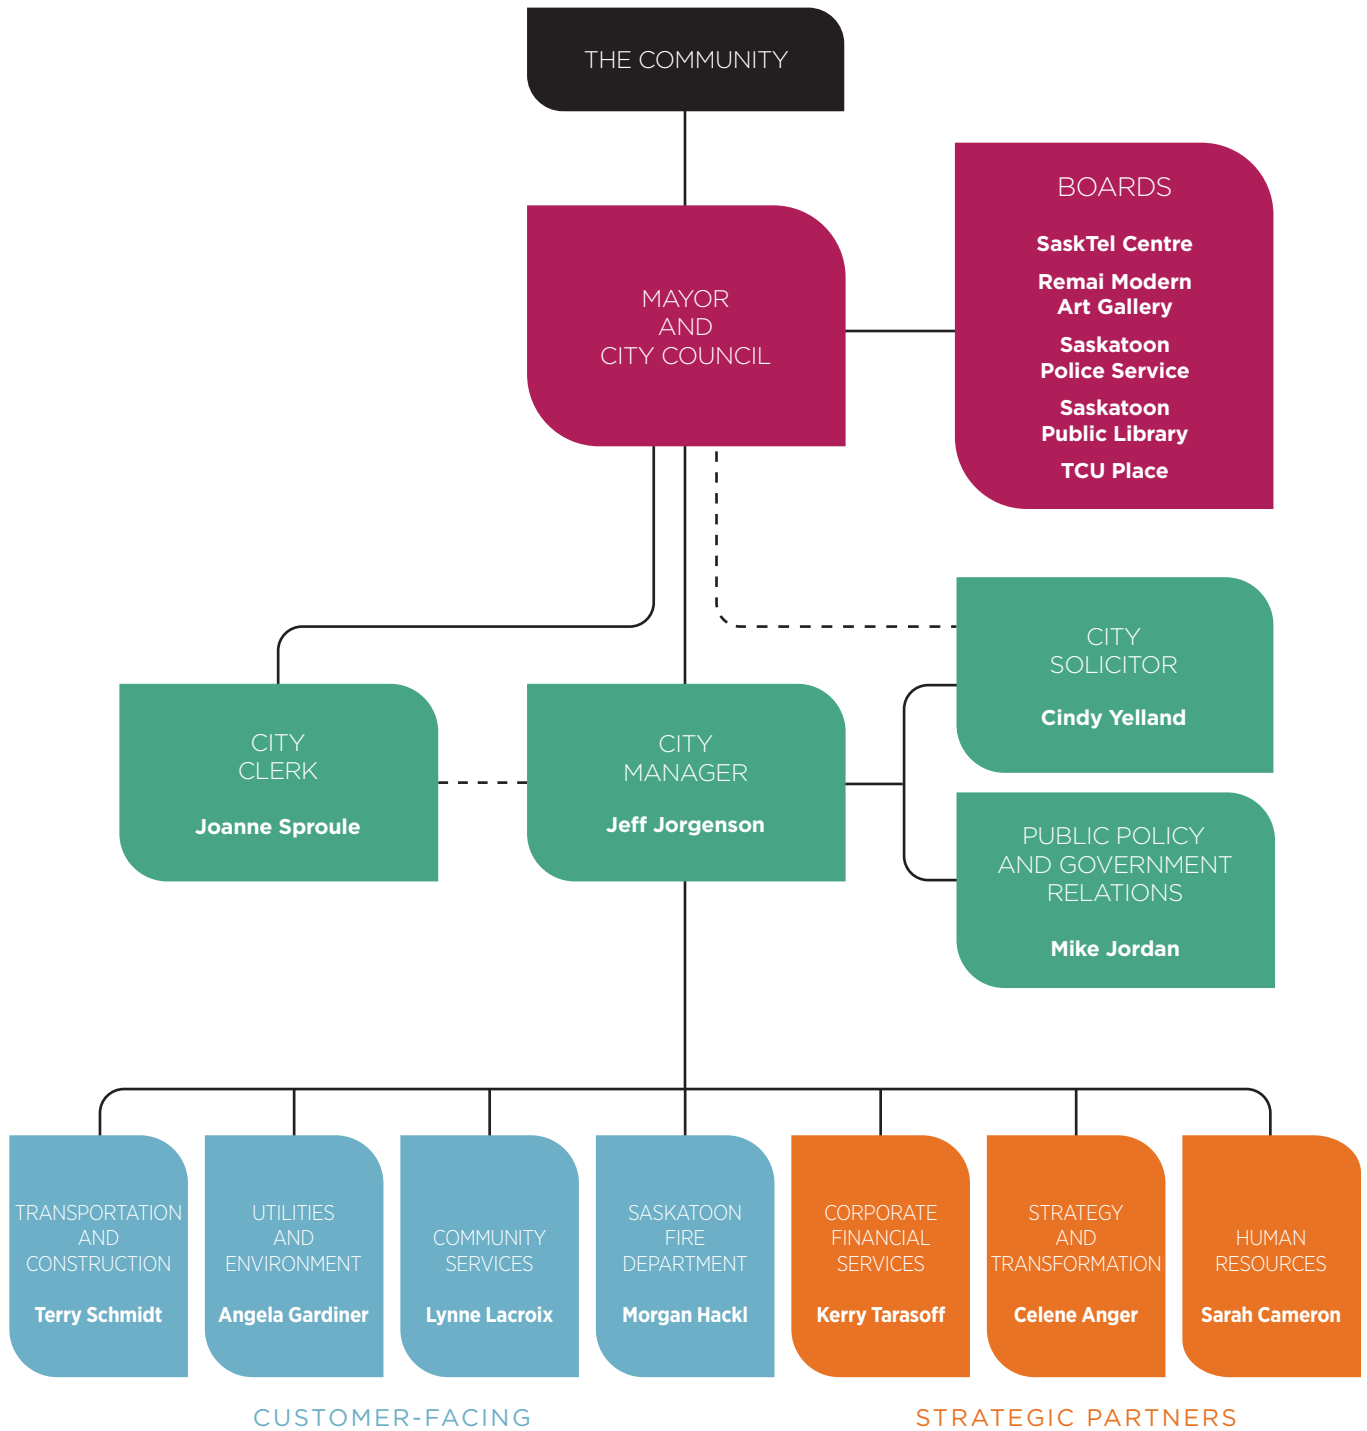 THE COMMUNITY
MAYOR
AND
CITY COUNCIL
BOARDS
SaskTel Centre
Remai Modern
Art Gallery
Saskatoon
Police Service
Saskatoon
Public Library
TCU Place
CITY
SOLICITOR
Cindy Yelland
CITY
CLERK
Joanne Sproule
CITY
MANAGER
Jeff Jorgenson
PUBLIC POLICY
AND GOVERNMENT
RELATIONS
Mike Jordan
TRANSPORTATION
AND
CONSTRUCTION
Terry Schmidt
UTILITIES
AND
ENVIRONMENT
Angela Gardiner
COMMUNITY
SERVICES
Lynne Lacroix
SASKATOON
FIRE
DEPARTMENT
Morgan Hackl
CORPORATE
FINANCIAL
SERVICES
Kerry Tarasoff
STRATEGY
AND
TRANSFORMATION
Celene Anger
HUMAN
RESOURCES
Sarah Cameron
CUSTOMER-FACING
STRATEGIC PARTNERS